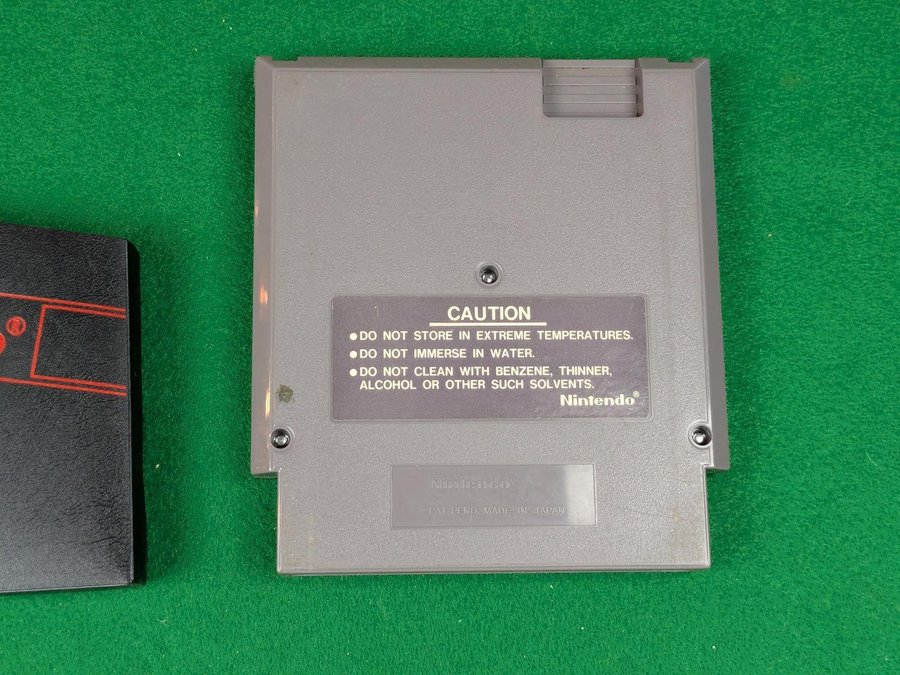 CAUTION
● DO NOT STORE IN EXTREME TEMPERATURES.
● DO NOT IMMERSE IN WATER.
● DO NOT CLEAN WITH BENZENE, THINNER,
ALCOHOL OR OTHER SUCH SOLVENTS.
Nintendo®
Nintendo
PAT. PEND. MADE IN JAPAN
®